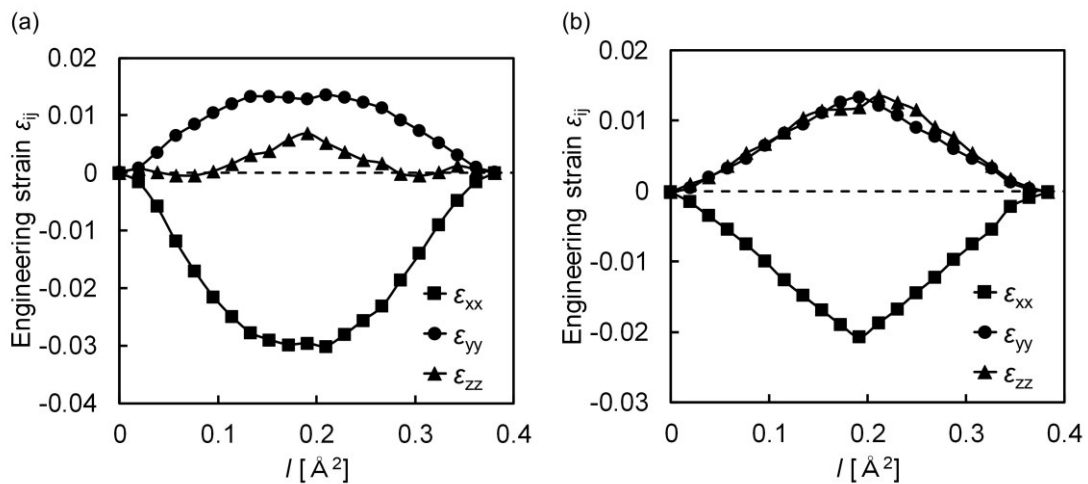 (a)
0.02
0.01
0
-0.01
-0.02
-0.03
-0.04
Engineering strain εij
0 0.1 0.2 0.3 0.4
l [Å²]
εxx
εyy
εzz
(b)
0.02
0.01
0
-0.01
-0.02
-0.03
Engineering strain εij
0 0.1 0.2 0.3 0.4
l [Å²]
εxx
εyy
εzz